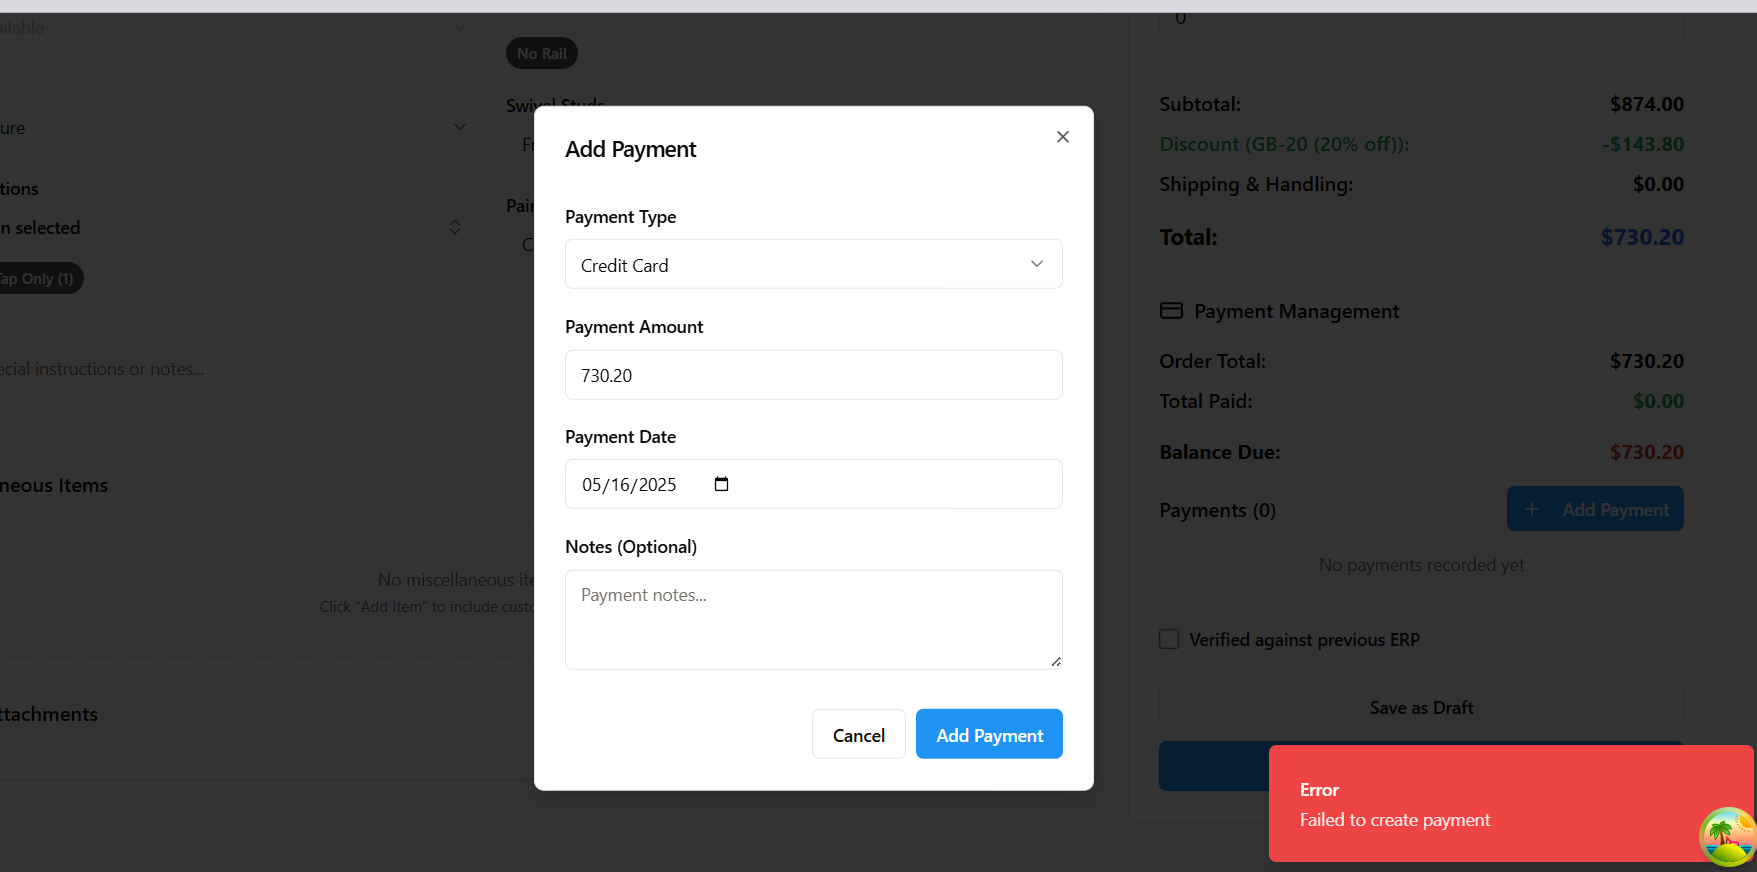 ailable
0
No Rail
Swivel Studs
ure
Subtotal: $874.00
Discount (GB-20 (20% off)): -$143.80
Shipping & Handling: $0.00
Total: $730.20
tions
n selected
Pai
C
ap Only (1)
ecial instructions or notes...
neous Items
No miscellaneous ite
Click "Add Item" to include custo
ttachments
Add Payment
Payment Type
Credit Card
Payment Amount
730.20
Payment Date
05/16/2025
Notes (Optional)
Payment notes...
Cancel
Add Payment
Payment Management
Order Total: $730.20
Total Paid: $0.00
Balance Due: $730.20
Payments (0)
+ Add Payment
No payments recorded yet
Verified against previous ERP
Save as Draft
Error
Failed to create payment